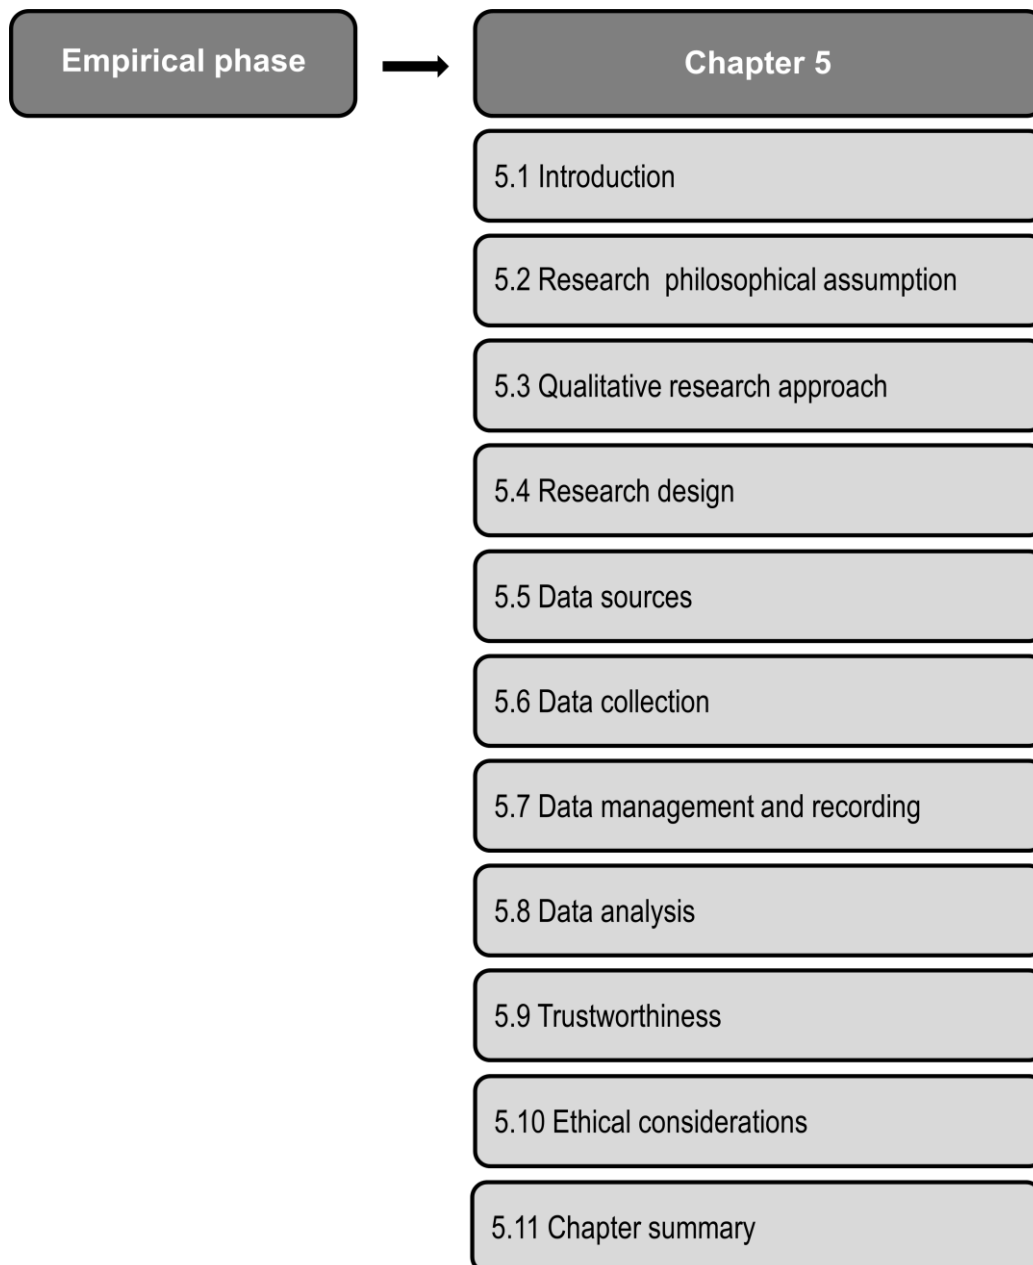 Empirical phase
Chapter 5
5.1 Introduction
5.2 Research  philosophical assumption
5.3 Qualitative research approach
5.4 Research design
5.5 Data sources
5.6 Data collection
5.7 Data management and recording
5.8 Data analysis
5.9 Trustworthiness
5.10 Ethical considerations
5.11 Chapter summary